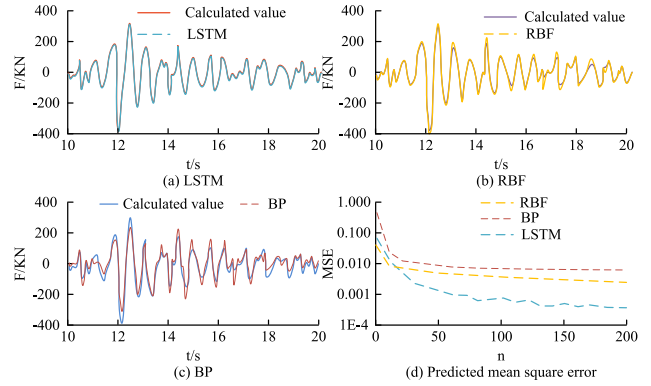 Calculated value
LSTM
F/KN
400
200
0
-200
-400
10 12 14 16 18 20
t/s
(a) LSTM
Calculated value
RBF
F/KN
400
200
0
-200
-400
10 12 14 16 18 20
t/s
(b) RBF
Calculated value BP
F/KN
400
200
0
-200
-400
10 12 14 16 18 20
t/s
(c) BP
RBF
BP
LSTM
MSE
1.000
0.100
0.010
0.001
1E-4
0 50 100 150 200
n
(d) Predicted mean square error